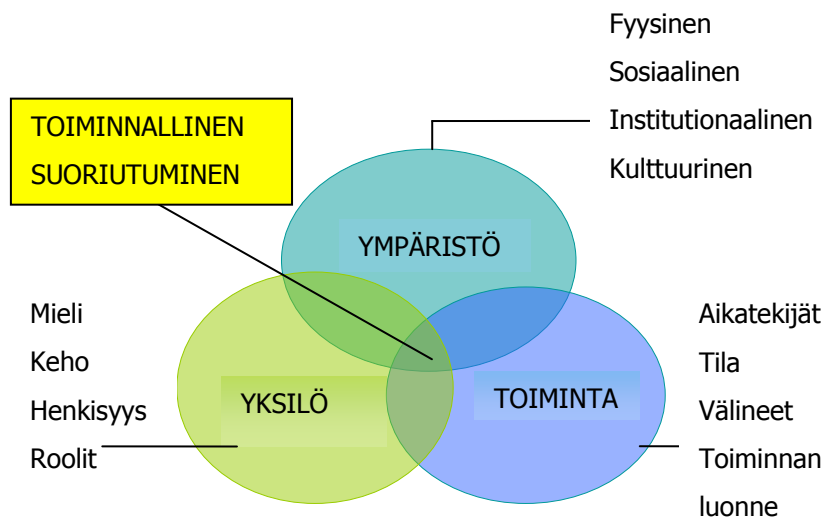 Fyysinen
Sosiaalinen
Institutionaalinen
Kulttuurinen
TOIMINNALLINEN
SUORIUTUMINEN
YMPÄRISTÖ
Mieli
Keho
Henkisyys
Roolit
YKSILÖ
TOIMINTA
Aikatekijät
Tila
Välineet
Toiminnan
luonne